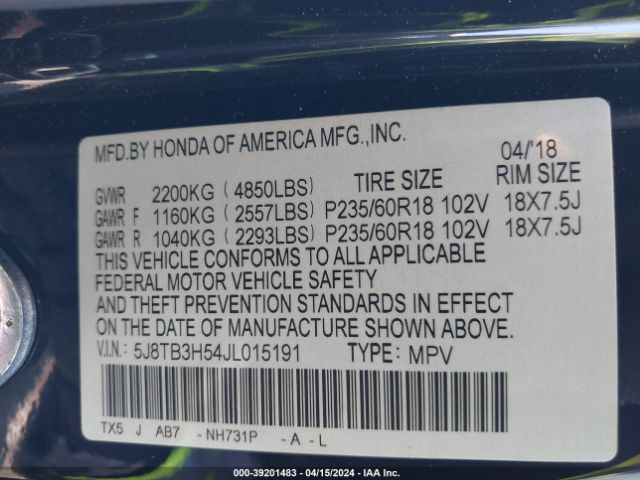 MFD.BY HONDA OF AMERICA MFG.,INC.
04/'18
GVWR 2200KG ( 4850LBS) TIRE SIZE RIM SIZE
GAWR F 1160KG ( 2557LBS) P235/60R18 102V 18X7.5J
GAWR R 1040KG ( 2293LBS) P235/60R18 102V 18X7.5J
THIS VEHICLE CONFORMS TO ALL APPLICABLE
FEDERAL MOTOR VEHICLE SAFETY
AND THEFT PREVENTION STANDARDS IN EFFECT
ON THE DATE OF MANUFACTURE SHOWN ABOVE.
V.I.N.: 5J8TB3H54JL015191 TYPE: MPV
TX5 J AB7 - NH731P - A - L
000-39201483 - 04/15/2024 - IAA Inc.